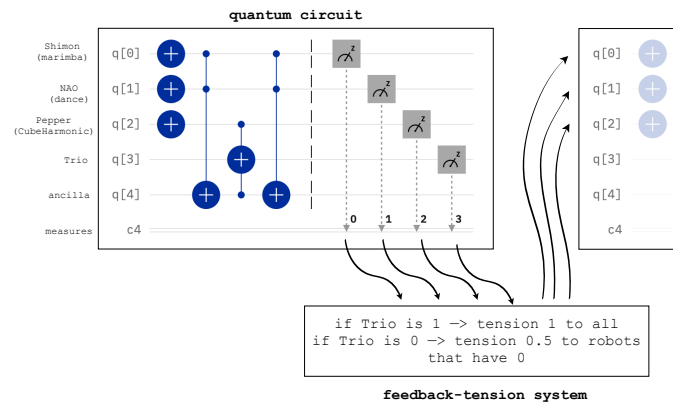 quantum circuit
Shimon
(marimba)
q[0]
NAO
(dance)
q[1]
Pepper
(CubeHarmonic)
q[2]
Trio
q[3]
ancilla
q[4]
measures
c4
z
z
z
z
0 1 2 3
q[0]
q[1]
q[2]
q[3]
q[4]
c4
if Trio is 1 —> tension 1 to all
if Trio is 0 —> tension 0.5 to robots
that have 0
feedback-tension system